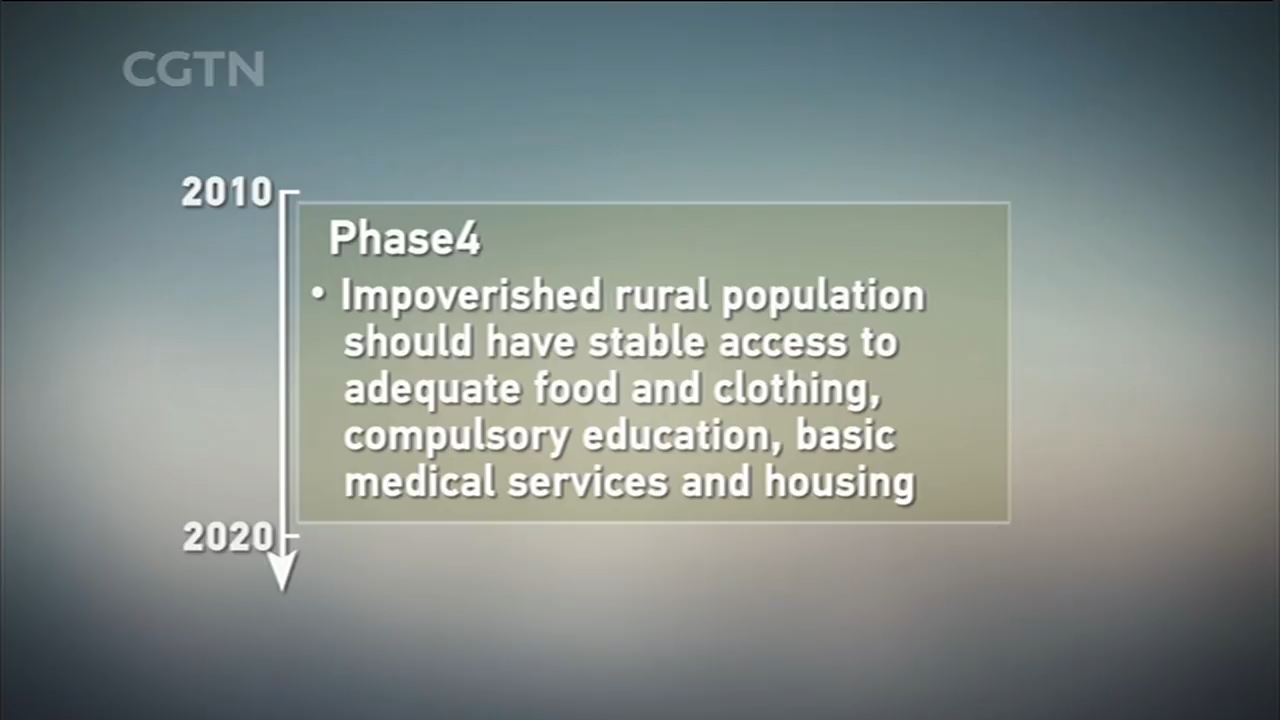 CGTN
2010
Phase4
• Impoverished rural population
should have stable access to
adequate food and clothing,
compulsory education, basic
medical services and housing
2020